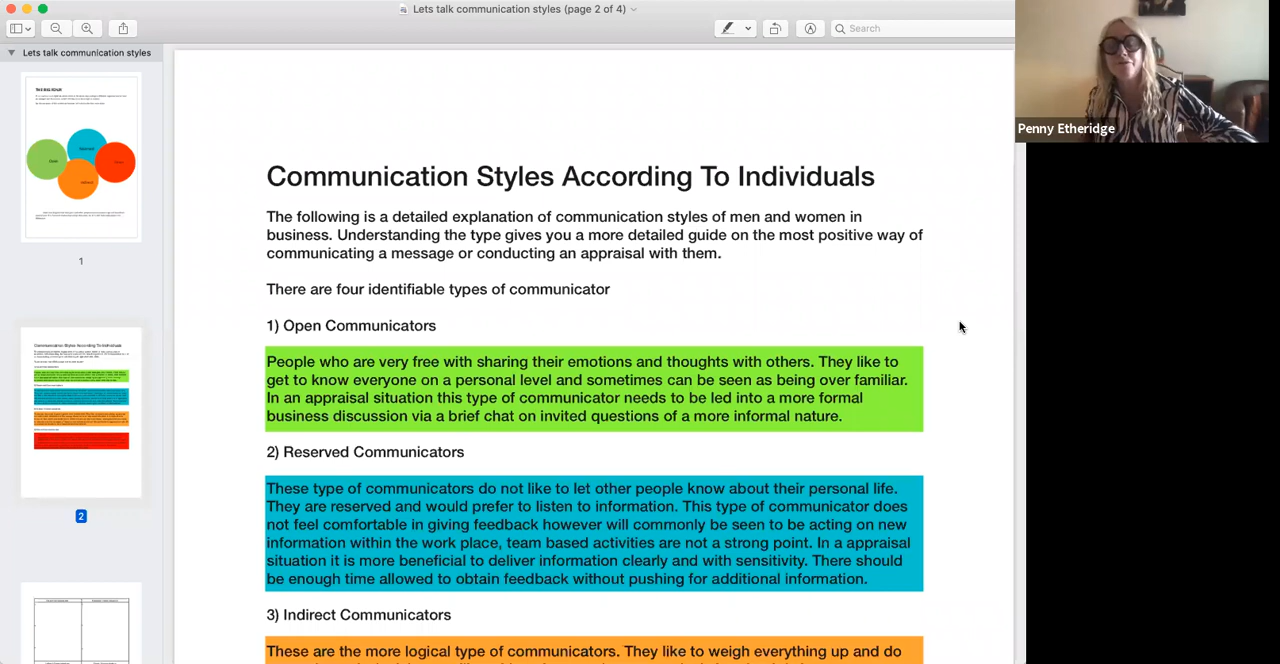 Lets talk communication styles (page 2 of 4)
Search
Lets talk communication styles
THE BIG FOUR
1
2
Communication Styles According To Individuals
The following is a detailed explanation of communication styles of men and women in
business. Understanding the type gives you a more detailed guide on the most positive way of
communicating a message or conducting an appraisal with them.
There are four identifiable types of communicator
1) Open Communicators
People who are very free with sharing their emotions and thoughts with others. They like to
get to know everyone on a personal level and sometimes can be seen as being over familiar.
In an appraisal situation this type of communicator needs to be led into a more formal
business discussion via a brief chat on invited questions of a more informal nature.
2) Reserved Communicators
These type of communicators do not like to let other people know about their personal life.
They are reserved and would prefer to listen to information. This type of communicator does
not feel comfortable in giving feedback however will commonly be seen to be acting on new
information within the work place, team based activities are not a strong point. In a appraisal
situation it is more beneficial to deliver information clearly and with sensitivity. There should
be enough time allowed to obtain feedback without pushing for additional information.
3) Indirect Communicators
These are the more logical type of communicators. They like to weigh everything up and do
Penny Etheridge